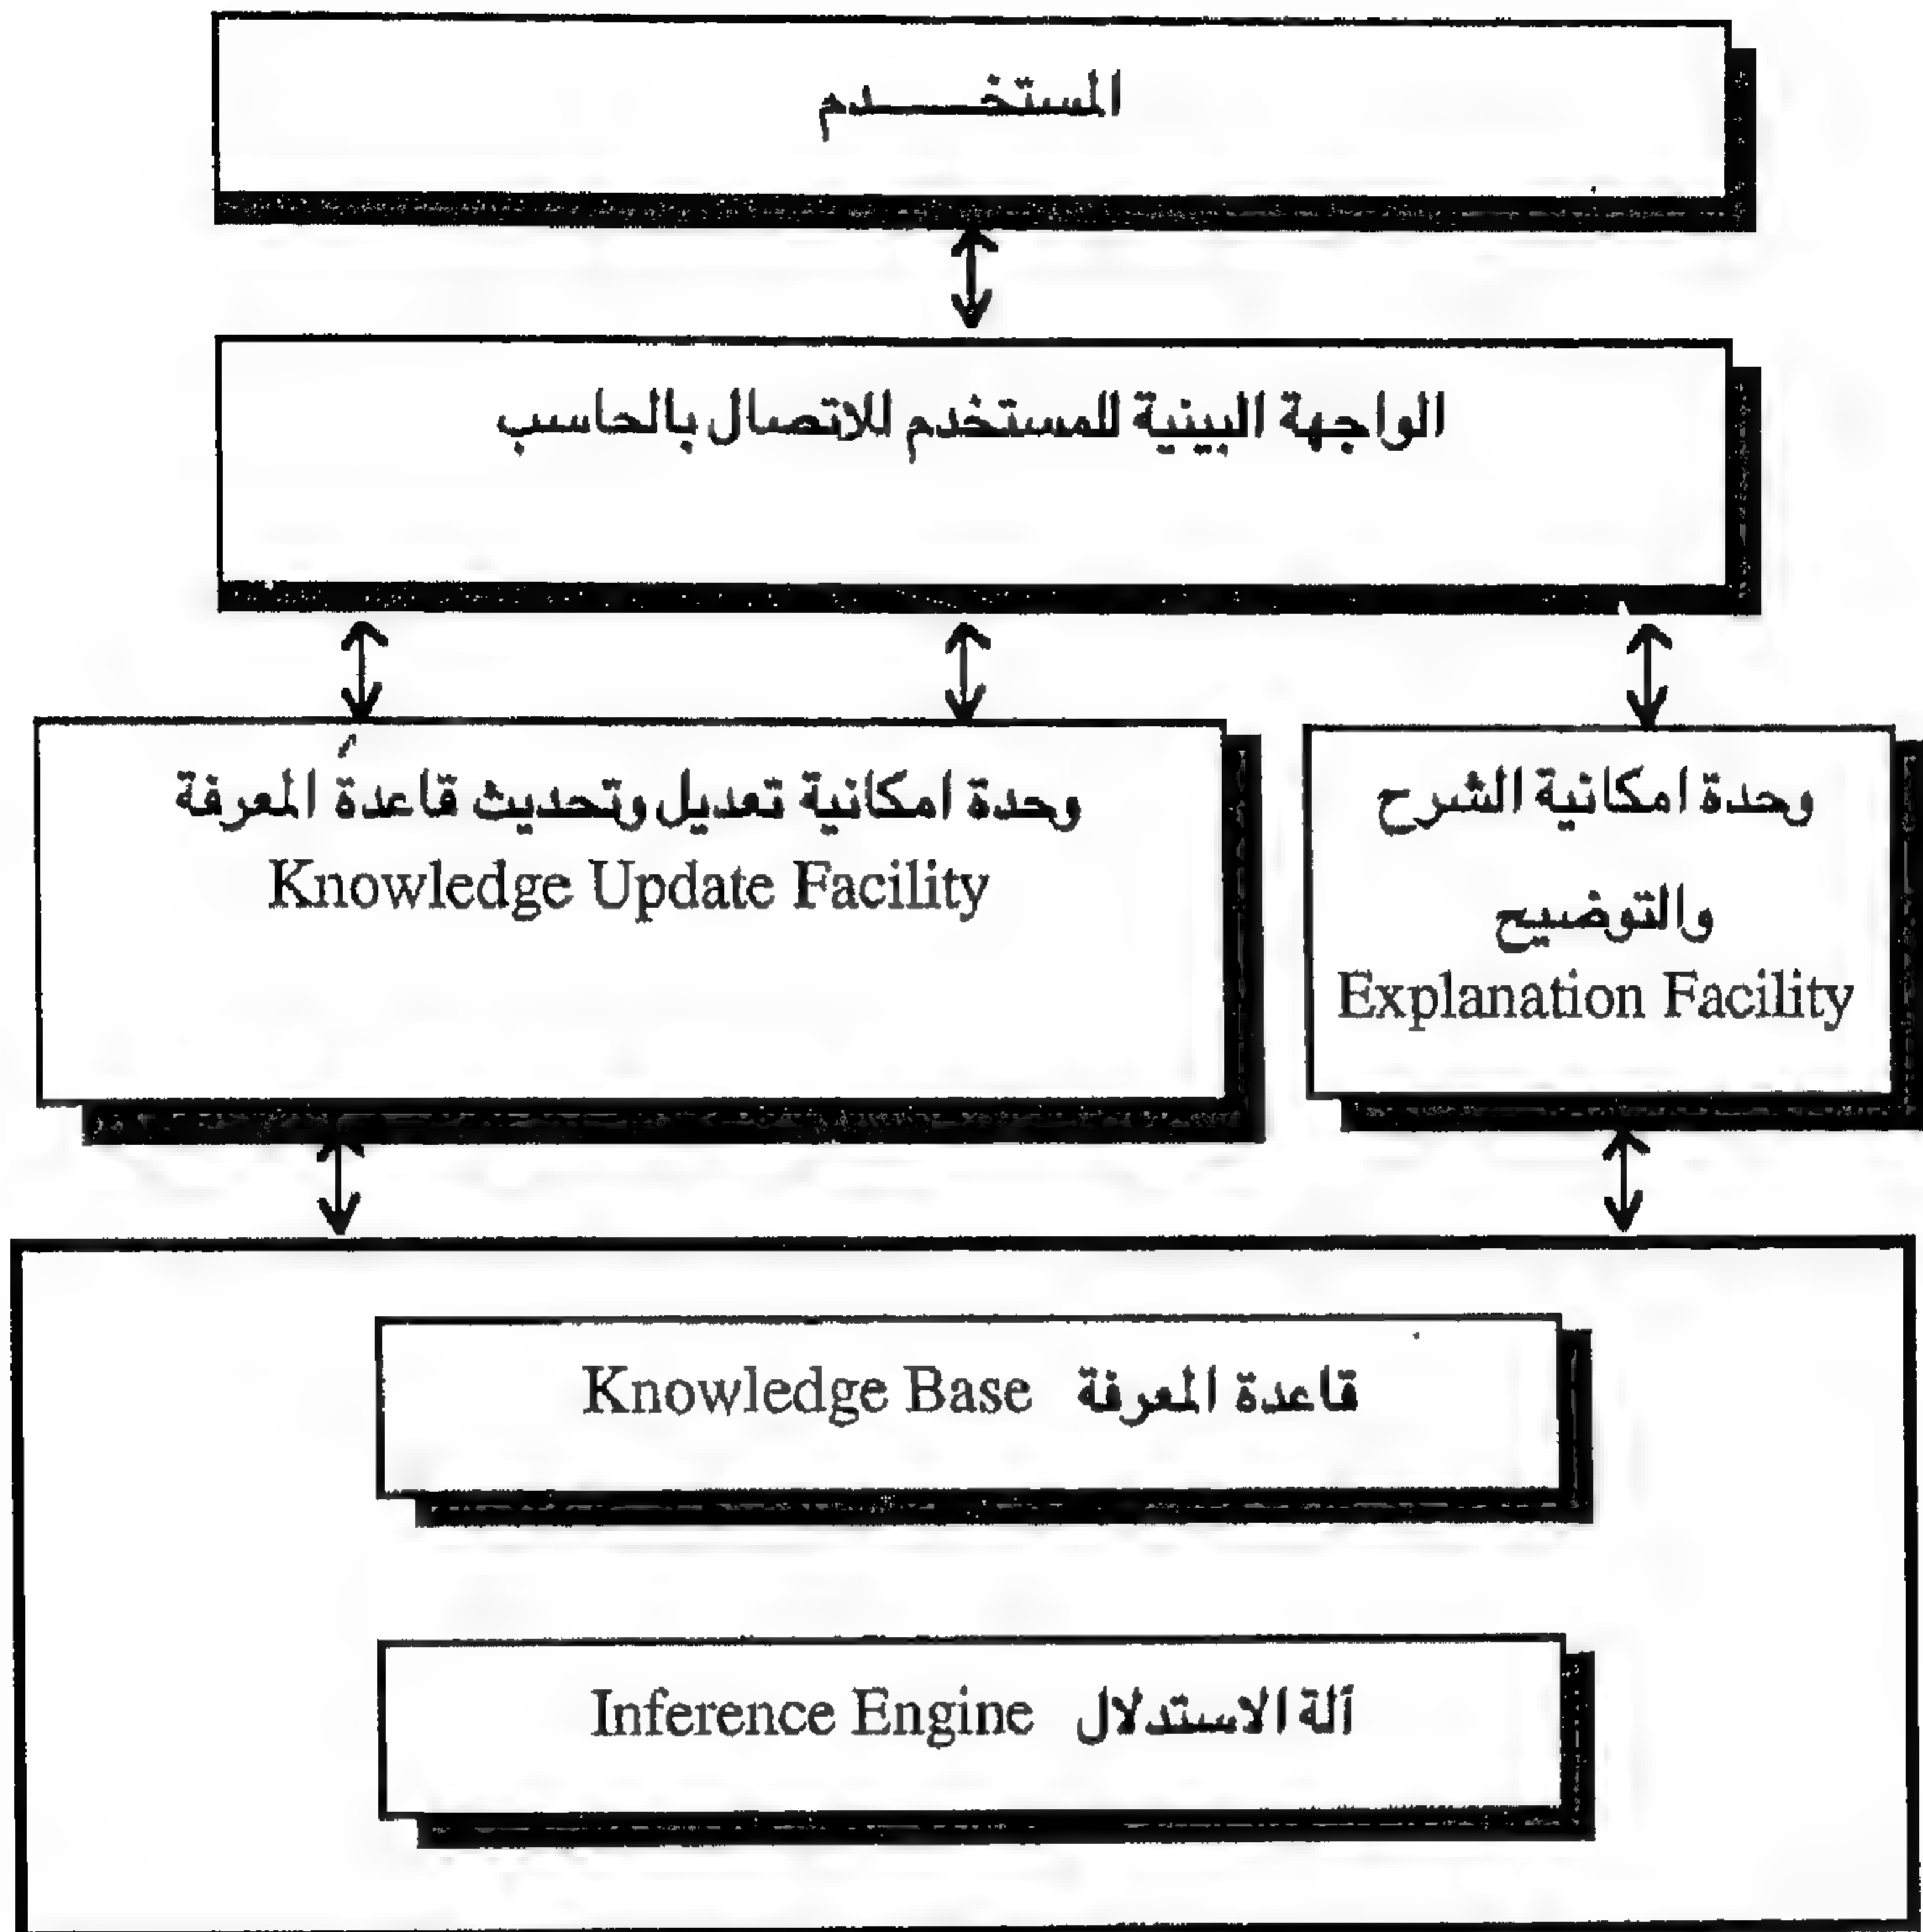 المستخـــــدم
الواجهة البينية للمستخدم للاتصال بالحاسب
وحدة امكانية الشرح
والتوضيح
Explanation Facility
وحدة امكانية تعديل وتحديث قاعدة المعرفة
Knowledge Update Facility
قاعدة المعرفة Knowledge Base
آلة الاستدلال Inference Engine